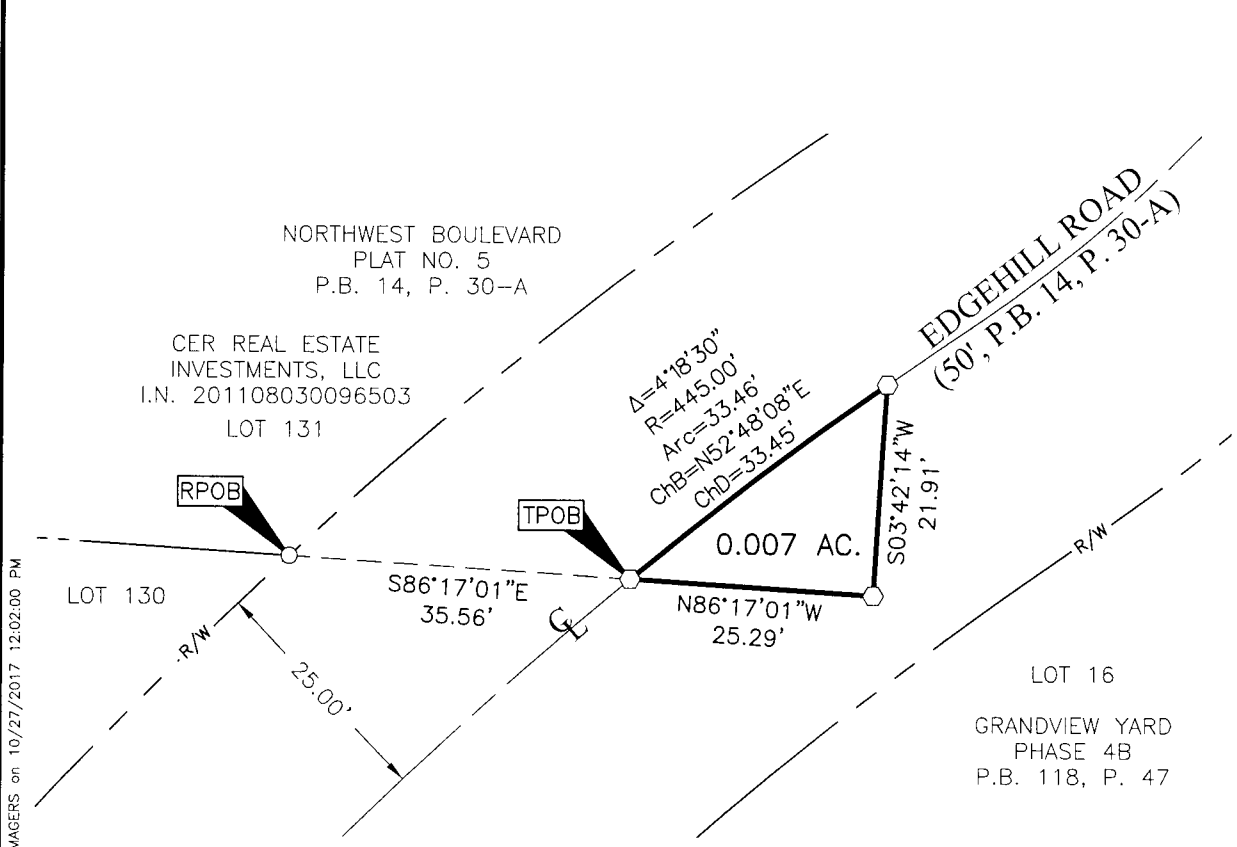 NORTHWEST BOULEVARD
PLAT NO. 5
P.B. 14, P. 30-A
CER REAL ESTATE
INVESTMENTS, LLC
I.N. 201108030096503
LOT 131
EDGEHILL ROAD
(50', P.B. 14, P. 30-A)
Δ=4°18'30"
R=445.00'
Arc=33.46'
ChB=N52°48'08"E
ChD=33.45'
RPOB
TPOB
S03°42'14"W
21.91'
0.007 AC.
R/W
LOT 130
S86°17'01"E
35.56'
N86°17'01"W
25.29'
CL
R/W
25.00'
LOT 16
GRANDVIEW YARD
PHASE 4B
P.B. 118, P. 47
MAGERS on 10/27/2017 12:02:00 PM